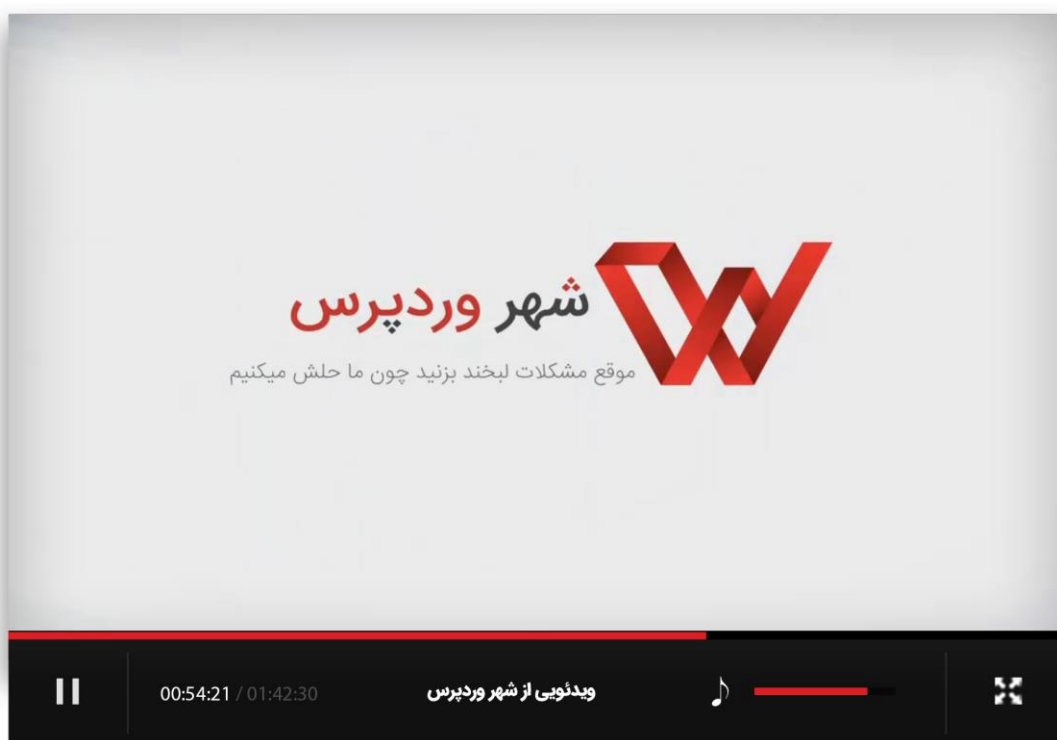 شهر وردپرس
موقع مشکلات لبخند بزنید چون ما حلش میکنیم
00:54:21 / 01:42:30
ویدئویی از شهر وردپرس